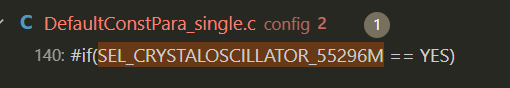 C DefaultConstPara_single.c config 2 1
140: #if(SEL_CRYSTALOSCILLATOR_55296M == YES)